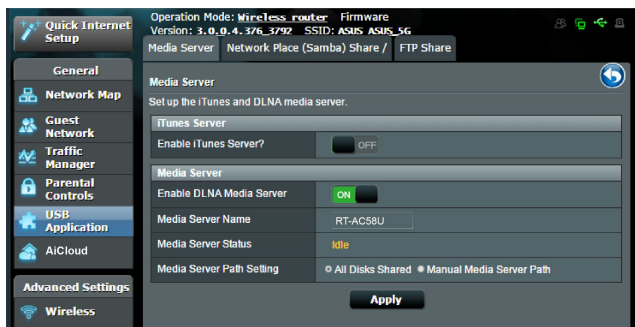 Quick Internet
Setup
Operation Mode: Wireless router Firmware
Version: 3.0.0.4.376_3792 SSID: ASUS ASUS_5G
Media Server Network Place (Samba) Share / FTP Share
General
Network Map
Guest
Network
Traffic
Manager
Parental
Controls
USB
Application
AiCloud
Advanced Settings
Wireless
Media Server
Set up the iTunes and DLNA media server.
iTunes Server
Enable iTunes Server? OFF
Media Server
Enable DLNA Media Server ON
Media Server Name RT-AC58U
Media Server Status Idle
Media Server Path Setting All Disks Shared Manual Media Server Path
Apply